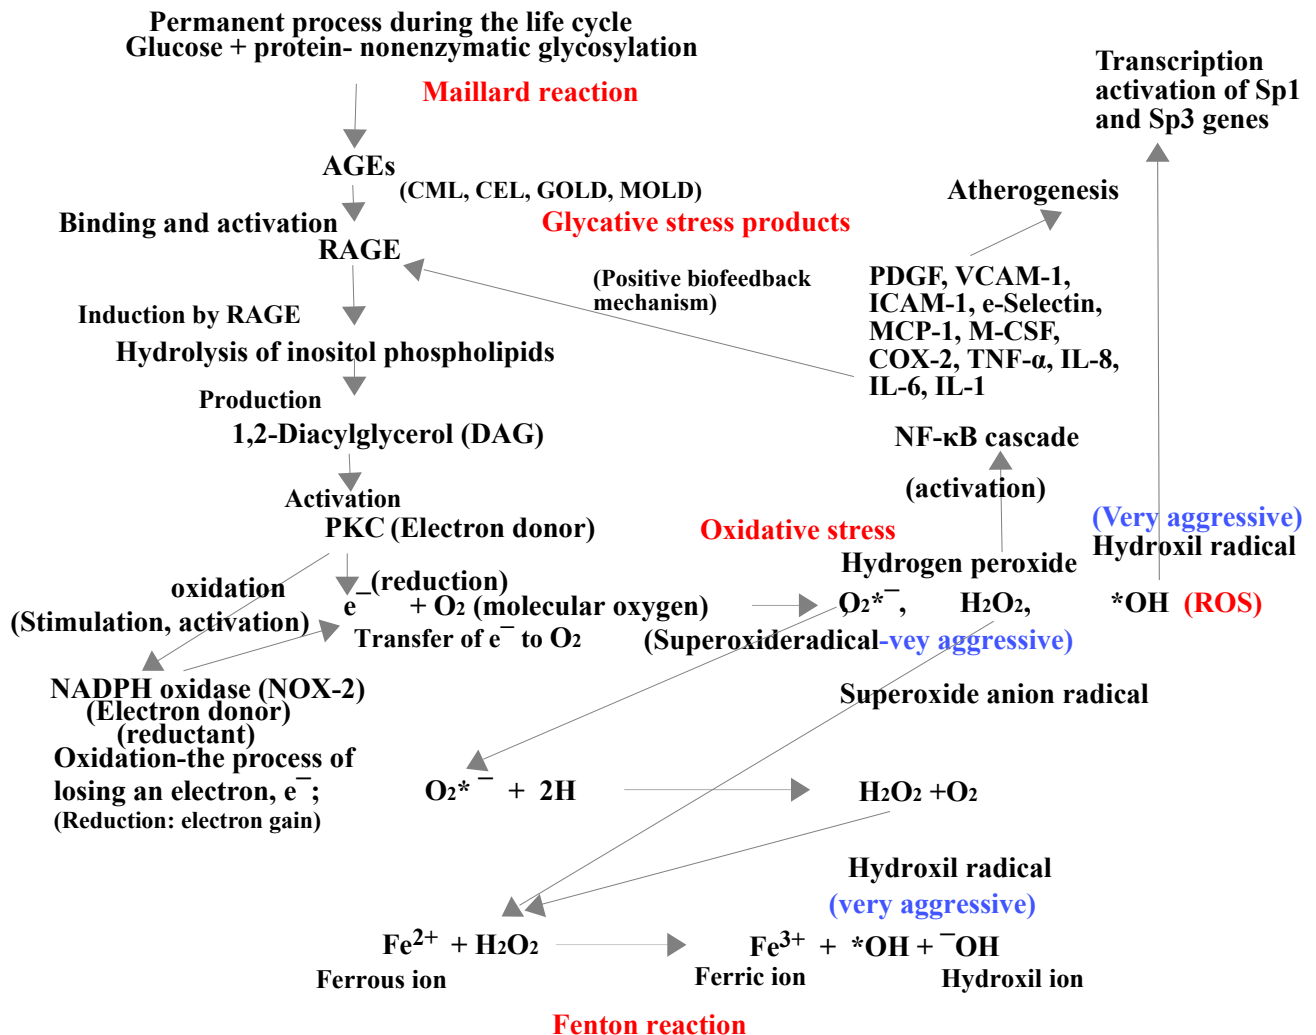 Permanent process during the life cycle
Glucose + protein- nonenzymatic glycosylation
Maillard reaction
Transcription
activation of Sp1
and Sp3 genes
AGEs
(CML, CEL, GOLD, MOLD)
Atherogenesis
Binding and activation
Glycative stress products
RAGE
(Positive biofeedback
mechanism)
PDGF, VCAM-1,
ICAM-1, e-Selectin,
MCP-1, M-CSF,
COX-2, TNF-α, IL-8,
IL-6, IL-1
Induction by RAGE
Hydrolysis of inositol phospholipids
Production
1,2-Diacylglycerol (DAG)
NF-κB cascade
(activation)
Activation
PKC (Electron donor)
Oxidative stress
(Very aggressive)
Hydroxil radical
Hydrogen peroxide
oxidation
(reduction)
(Stimulation, activation)
e⁻ + O₂ (molecular oxygen)
O₂*⁻, H₂O₂, *OH (ROS)
Transfer of e⁻ to O₂
(Superoxideradical-vey aggressive)
NADPH oxidase (NOX-2)
(Electron donor)
(reductant)
Superoxide anion radical
Oxidation-the process of
losing an electron, e⁻;
(Reduction: electron gain)
O₂*⁻ + 2H
H₂O₂ +O₂
Hydroxil radical
(very aggressive)
Fe²⁺ + H₂O₂
Fe³⁺ + *OH + ⁻OH
Ferrous ion
Ferric ion
Hydroxil ion
Fenton reaction